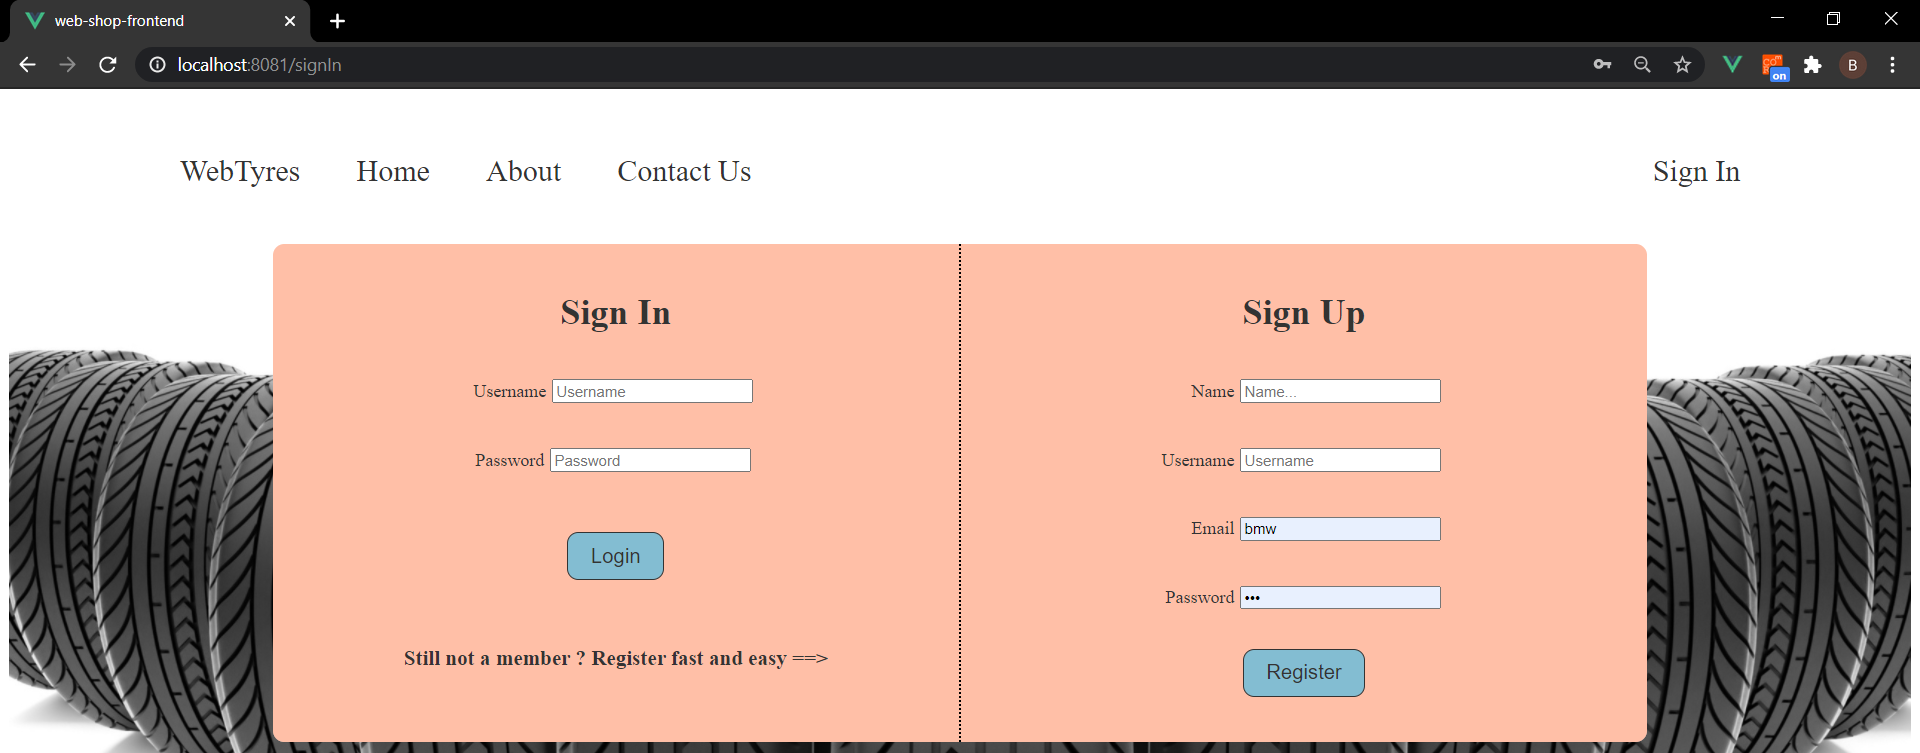 web-shop-frontend
localhost:8081/signIn
on
B
WebTyres Home About Contact Us Sign In
Sign In
Username Username
Password Password
Login
Still not a member ? Register fast and easy ==>
Sign Up
Name Name...
Username Username
Email bmw
Password •••
Register